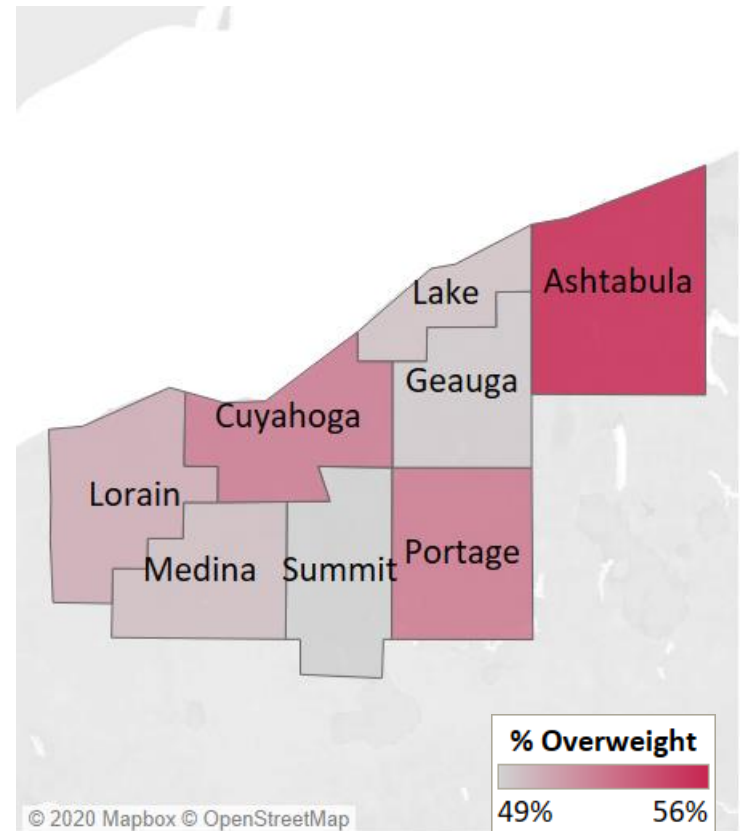 Lake
Ashtabula
Geauga
Cuyahoga
Lorain
Medina
Summit
Portage
% Overweight
49% 56%
© 2020 Mapbox © OpenStreetMap